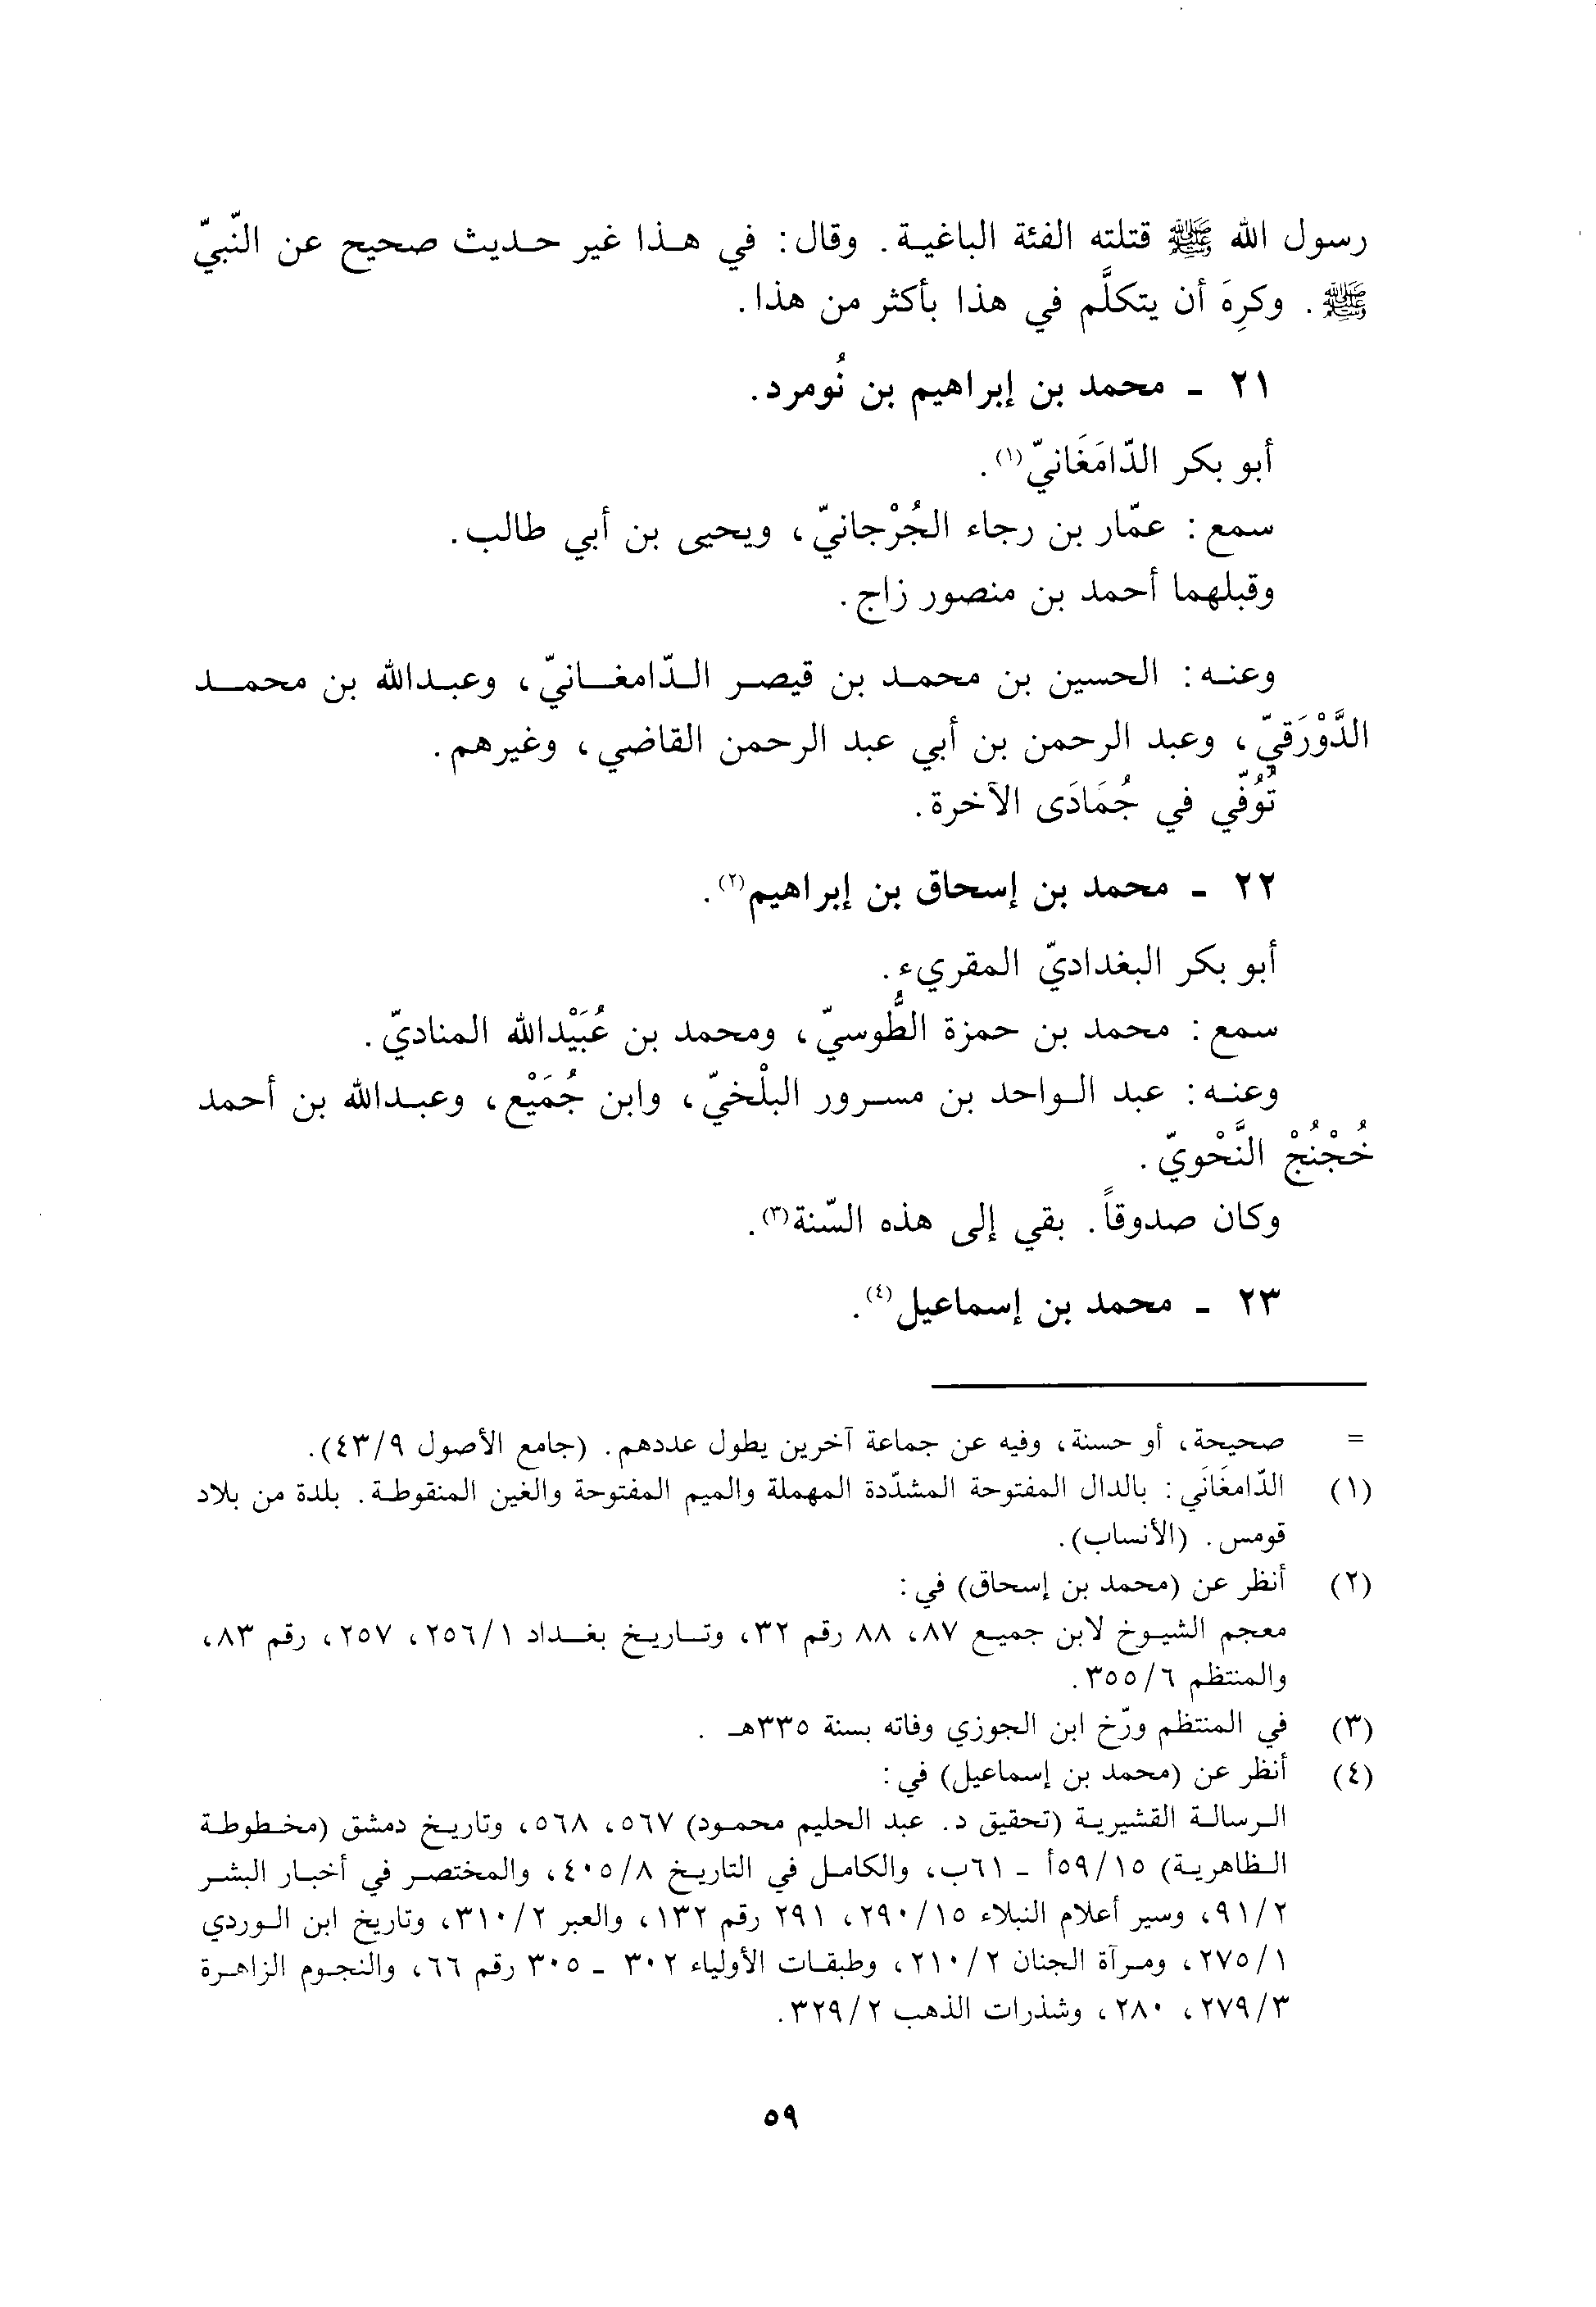 رسول الله ﷺ قتلته الفئة الباغية. وقال: في هذا غير حديث صحيح عن النّبيّ
ﷺ. وكرِهَ أن يتكلَّم في هذا بأكثر من هذا.
٢١ - محمد بن إبراهيم بن نُومرد.
أبو بكر الدّامَغَانيّ(١).
سمع: عمّار بن رجاء الجُرْجانيّ، ويحيى بن أبي طالب.
وقبلهما أحمد بن منصور زاج.
وعنه: الحسين بن محمد بن قيصر الدّامغانيّ، وعبدالله بن محمد
الدَّوْرَقيّ، وعبد الرحمن بن أبي عبد الرحمن القاضي، وغيرهم.
تُوُفّي في جُمَادَى الآخرة.
٢٢ - محمد بن إسحاق بن إبراهيم(٢).
أبو بكر البغداديّ المقريء.
سمع: محمد بن حمزة الطُّوسيّ، ومحمد بن عُبَيْدالله المناديّ.
وعنه: عبد الواحد بن مسرور البلْخيّ، وابن جُمَيْع، وعبدالله بن أحمد
خُجْنُجْ النَّحْويّ.
وكان صدوقاً. بقي إلى هذه السّنة(٣).
٢٣ - محمد بن إسماعيل(٤).
= صحيحة، أو حسنة، وفيه عن جماعة آخرين يطول عددهم. (جامع الأصول ٤٣/٩).
(١) الدّامغَانَي: بالدال المفتوحة المشدّدة المهملة والميم المفتوحة والغين المنقوطة. بلدة من بلاد
قومس. (الأنساب).
(٢) أنظر عن (محمد بن إسحاق) في:
معجم الشيوخ لابن جميع ٨٧، ٨٨ رقم ٣٢، وتاريخ بغداد ٢٥٦/١، ٢٥٧، رقم ٨٣،
والمنتظم ٣٥٥/٦.
(٣) في المنتظم ورّخ ابن الجوزي وفاته بسنة ٣٣٥هـ.
(٤) أنظر عن (محمد بن إسماعيل) في:
الرسالة القشيرية (تحقيق د. عبد الحليم محمود) ٥٦٧، ٥٦٨، وتاريخ دمشق (مخطوطة
الظاهرية) ٥٩/١٥أ - ٦١ب، والكامل في التاريخ ٤٠٥/٨، والمختصر في أخبار البشر
٩١/٢، وسير أعلام النبلاء ٢٩٠/١٥، ٢٩١ رقم ١٣٢، والعبر ٣١٠/٢، وتاريخ ابن الوردي
٢٧٥/١، ومرآة الجنان ٢١٠/٢، وطبقات الأولياء ٣٠٢ - ٣٠٥ رقم ٦٦، والنجوم الزاهرة
٢٧٩/٣، ٢٨٠، وشذرات الذهب ٣٢٩/٢.
٥٩